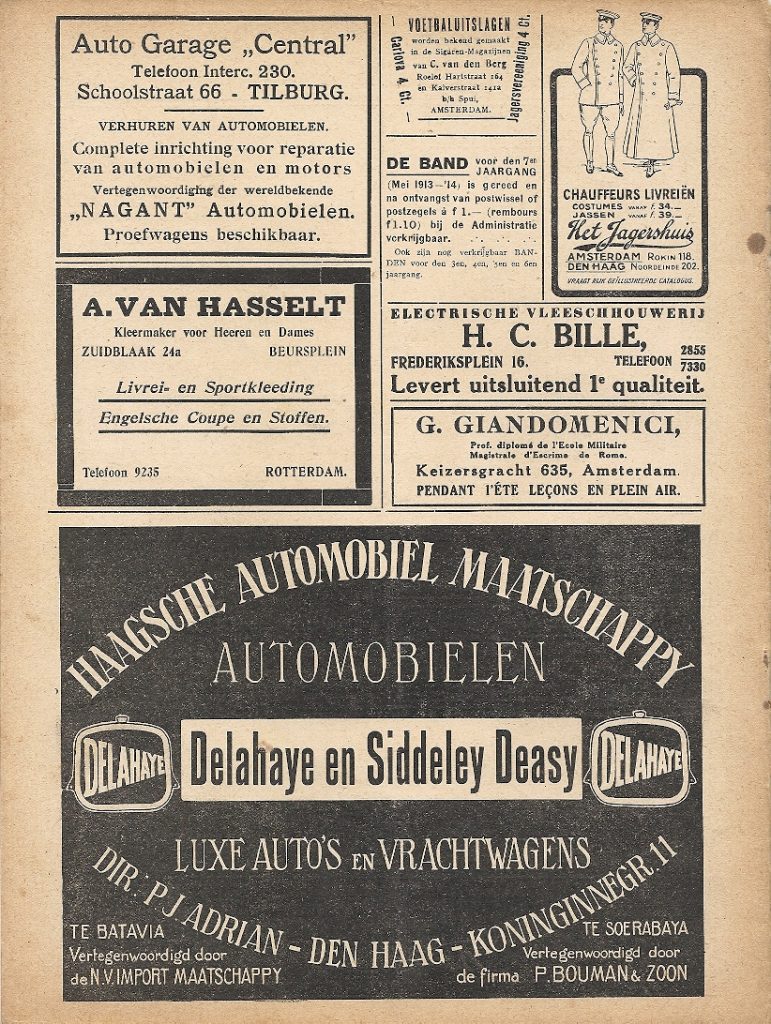 Auto Garage „Central”
Telefoon Interc. 230.
Schoolstraat 66 - TILBURG.
VERHUREN VAN AUTOMOBIELEN.
Complete inrichting voor reparatie
van automobielen en motors
Vertegenwoordiging der wereldbekende
„NAGANT” Automobielen.
Proefwagens beschikbaar.
A. VAN HASSELT
Kleermaker voor Heeren en Dames
ZUIDBLAAK 24a BEURSPLEIN
Livrei- en Sportkleeding
Engelsche Coupe en Stoffen.
Telefoon 9235 ROTTERDAM.
Cariova 4. Ct.
VOETBALUITSLAGEN
worden bekend gemaakt
in de Sigaren-Magazijnen
van C. van den Berg
Roelof Hartstraat 164
en Kalverstraat 141a
b/h Spui,
AMSTERDAM.
Jagersvereeniging 4 Ct.
DE BAND voor den 7en
JAARGANG
(Mei 1913—'14) is gereed en
na ontvangst van postwissel of
postzegels à f 1.— (rembours
f1.10) bij de Administratie
verkrijgbaar.
Ook zijn nog verkrijgbaar BAN-
DEN voor den 3en, 4en, 5en en 6en
jaargang.
CHAUFFEURS LIVREIËN
COSTUMES VANAF f. 34.—
JASSEN VANAF f. 39.—
Het Jagershuis
AMSTERDAM ROKIN 118.
DEN HAAG NOORDEINDE 202.
VRAAGT RIJK GEÏLLUSTREERDE CATALOGUS.
ELECTRISCHE VLEESCHHOUWERIJ
H. C. BILLE,
FREDERIKSPLEIN 16. TELEFOON 2855
7330
Levert uitsluitend 1e qualiteit.
G. GIANDOMENICI,
Prof. diplomé de l'Ecole Militaire
Magistrale d'Escrime de Rome.
Keizersgracht 635, Amsterdam.
PENDANT l'ÉTE LEÇONS EN PLEIN AIR.
HAAGSCHE AUTOMOBIEL MAATSCHAPPY
AUTOMOBIELEN
DELAHAYE
Delahaye en Siddeley Deasy
DELAHAYE
LUXE AUTO'S EN VRACHTWAGENS
DIR. P.J. ADRIAN - DEN HAAG - KONINGINNEGR. 11
TE BATAVIA
Vertegenwoordigd door
de N.V. IMPORT MAATSCHAPPY
TE SOERABAYA
Vertegenwoordigd door
de firma P. BOUMAN & ZOON